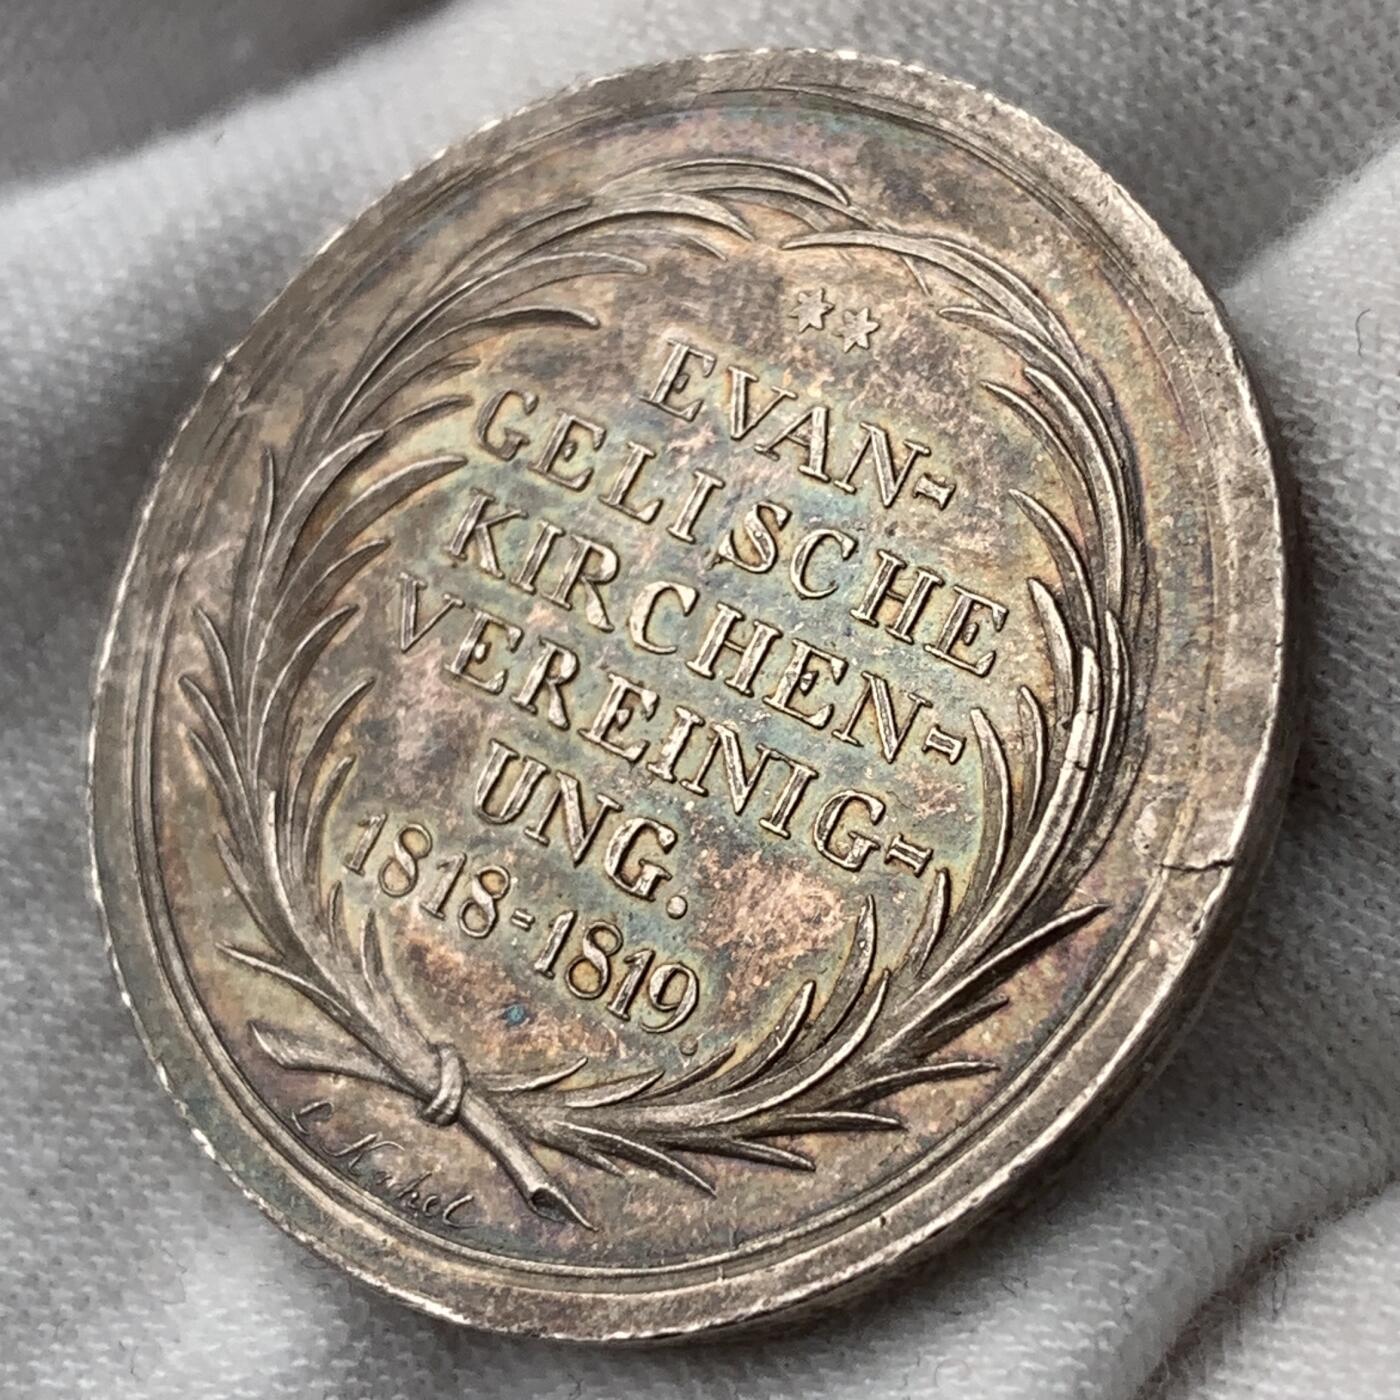 EVAN=
GELISCHE
KIRCHEN=
VEREINIG=
UNG.
1818-1819.